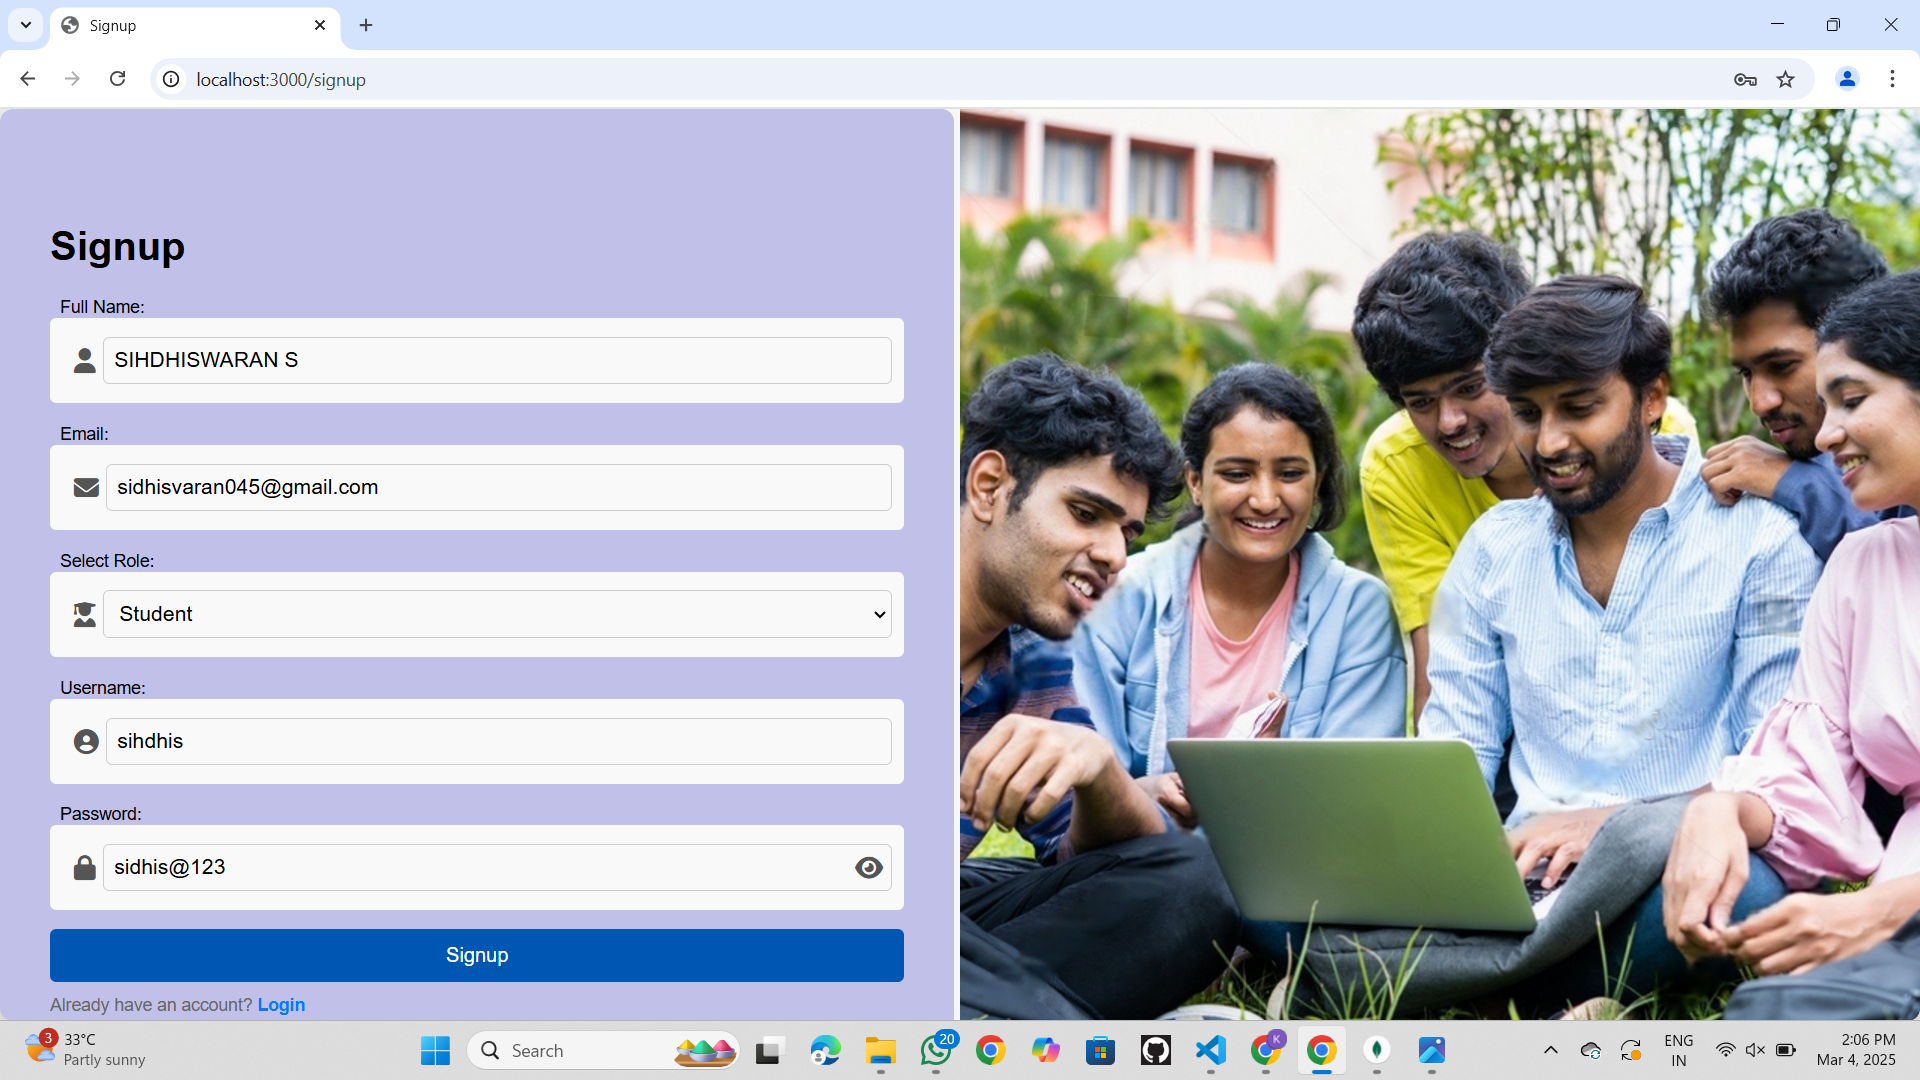 Signup
localhost:3000/signup
Signup
Full Name:
SIHDHISWARAN S
Email:
sidhisvaran045@gmail.com
Select Role:
Student
Username:
sihdhis
Password:
sidhis@123
Signup
Already have an account? Login
3
33°C
Partly sunny
Search
20
K
ENG
IN
2:06 PM
Mar 4, 2025